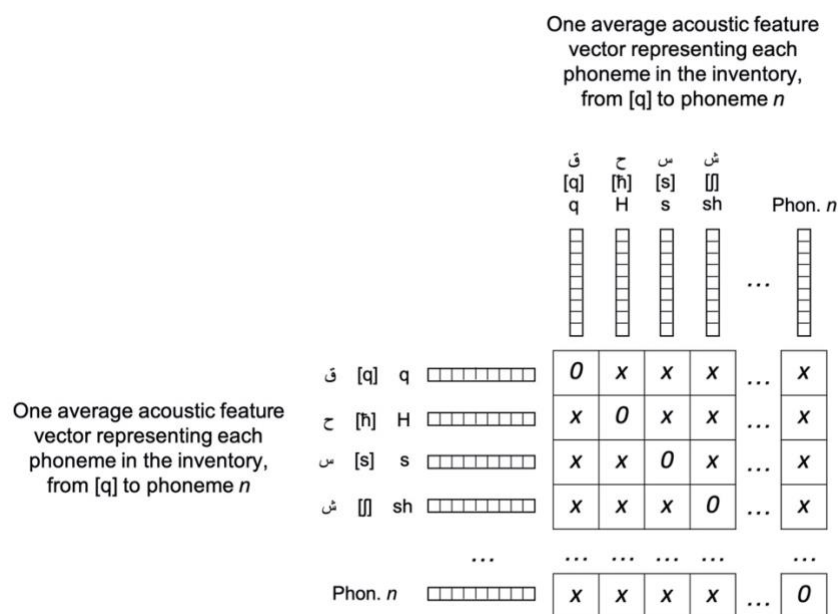 One average acoustic feature
vector representing each
phoneme in the inventory,
from [q] to phoneme n
ق ح س ش
[q] [ħ] [s] [ʃ]
q H s sh Phon. n
...
ق [q] q 0 x x x ... x
One average acoustic feature
vector representing each
phoneme in the inventory,
from [q] to phoneme n
ح [ħ] H x 0 x x ... x
س [s] s x x 0 x ... x
ش [ʃ] sh x x x 0 ... x
... ... ... ... ... ...
Phon. n x x x x ... 0